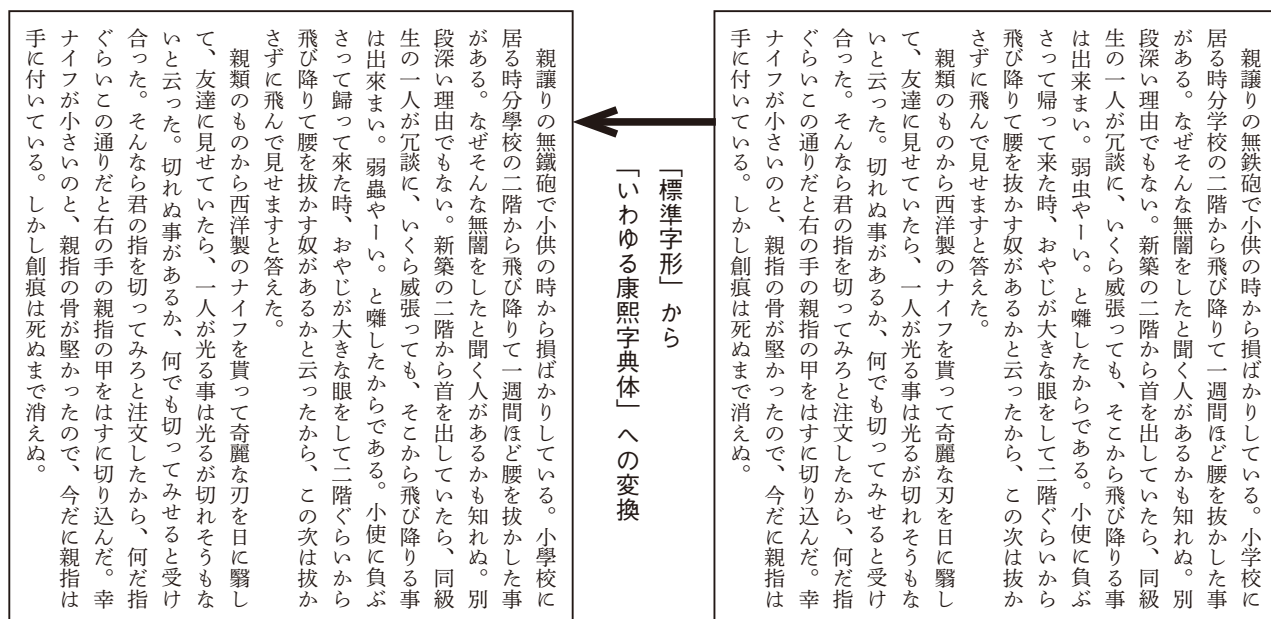 親譲りの無鉄砲で小供の時から損ばかりしている。小学校に
居る時分学校の二階から飛び降りて一週間ほど腰を抜かした事
がある。なぜそんな無闇をしたと聞く人があるかも知れぬ。別
段深い理由でもない。新築の二階から首を出していたら、同級
生の一人が冗談に、いくら威張っても、そこから飛び降りる事
は出来まい。弱虫やーい。と囃したからである。小使に負ぶ
さって帰って来た時、おやじが大きな眼をして二階ぐらいから
飛び降りて腰を抜かす奴があるかと云ったから、この次は抜か
さずに飛んで見せますと答えた。
親類のものから西洋製のナイフを貰って奇麗な刃を日に翳し
て、友達に見せていたら、一人が光る事は光るが切れそうもな
いと云った。切れぬ事があるか、何でも切ってみせると受け
合った。そんなら君の指を切ってみろと注文したから、何だ指
ぐらいこの通りだと右の手の親指の甲をはすに切り込んだ。幸
ナイフが小さいのと、親指の骨が堅かったので、今だに親指は
手に付いている。しかし創痕は死ぬまで消えぬ。
「標準字形」から
「いわゆる康熙字典体」への変換
親讓りの無鐵砲で小供の時から損ばかりしている。小學校に
居る時分學校の二階から飛び降りて一週間ほど腰を拔かした事
がある。なぜそんな無闇をしたと聞く人があるかも知れぬ。別
段深い理由でもない。新築の二階から首を出していたら、同級
生の一人が冗談に、いくら威張っても、そこから飛び降りる事
は出來まい。弱蟲やーい。と囃したからである。小使に負ぶ
さって歸って來た時、おやじが大きな眼をして二階ぐらいから
飛び降りて腰を拔かす奴があるかと云ったから、この次は拔か
さずに飛んで見せますと答えた。
親類のものから西洋製のナイフを貰って奇麗な刃を日に翳し
て、友達に見せていたら、一人が光る事は光るが切れそうもな
いと云った。切れぬ事があるか、何でも切ってみせると受け
合った。そんなら君の指を切ってみろと注文したから、何だ指
ぐらいこの通りだと右の手の親指の甲をはすに切り込んだ。幸
ナイフが小さいのと、親指の骨が堅かったので、今だに親指は
手に付いている。しかし創痕は死ぬまで消えぬ。